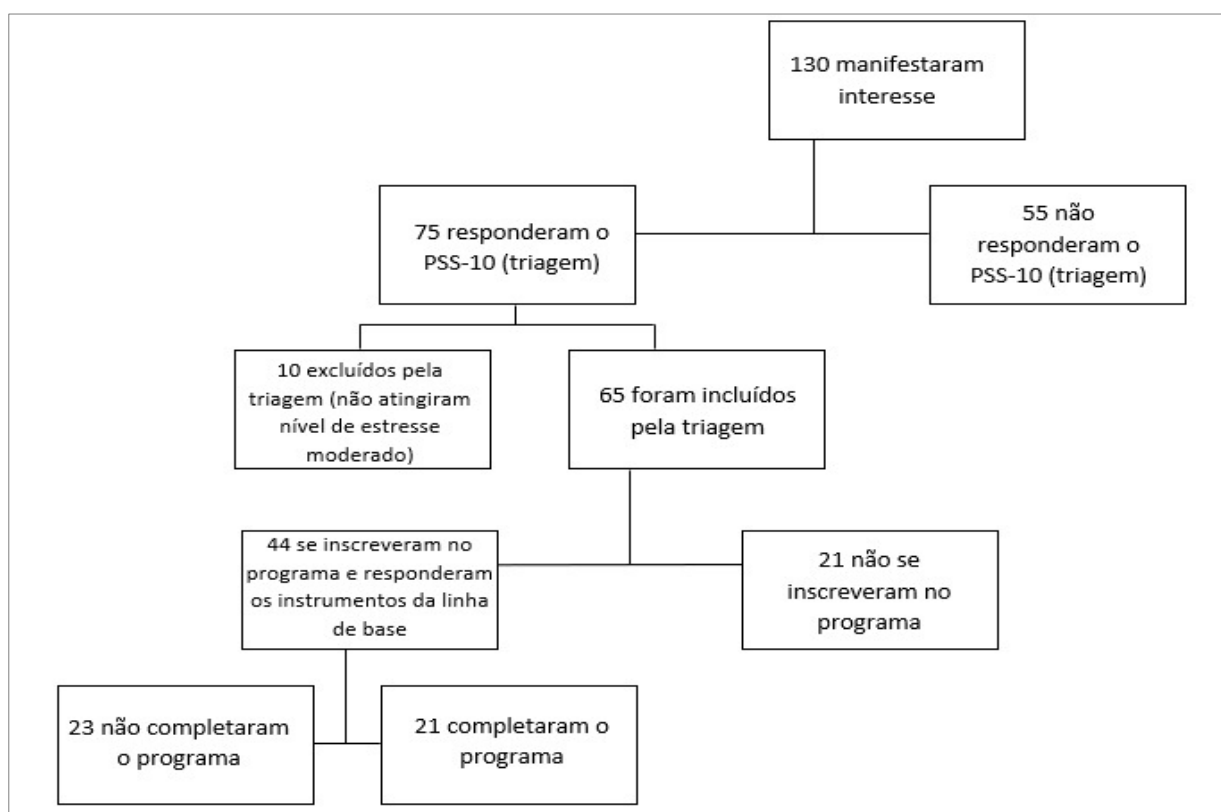 130 manifestaram
interesse
75 responderam o
PSS-10 (triagem)
55 não
responderam o
PSS-10 (triagem)
10 excluídos pela
triagem (não atingiram
nível de estresse
moderado)
65 foram incluídos
pela triagem
44 se inscreveram no
programa e responderam
os instrumentos da linha
de base
21 não se
inscreveram no
programa
23 não completaram
o programa
21 completaram o
programa